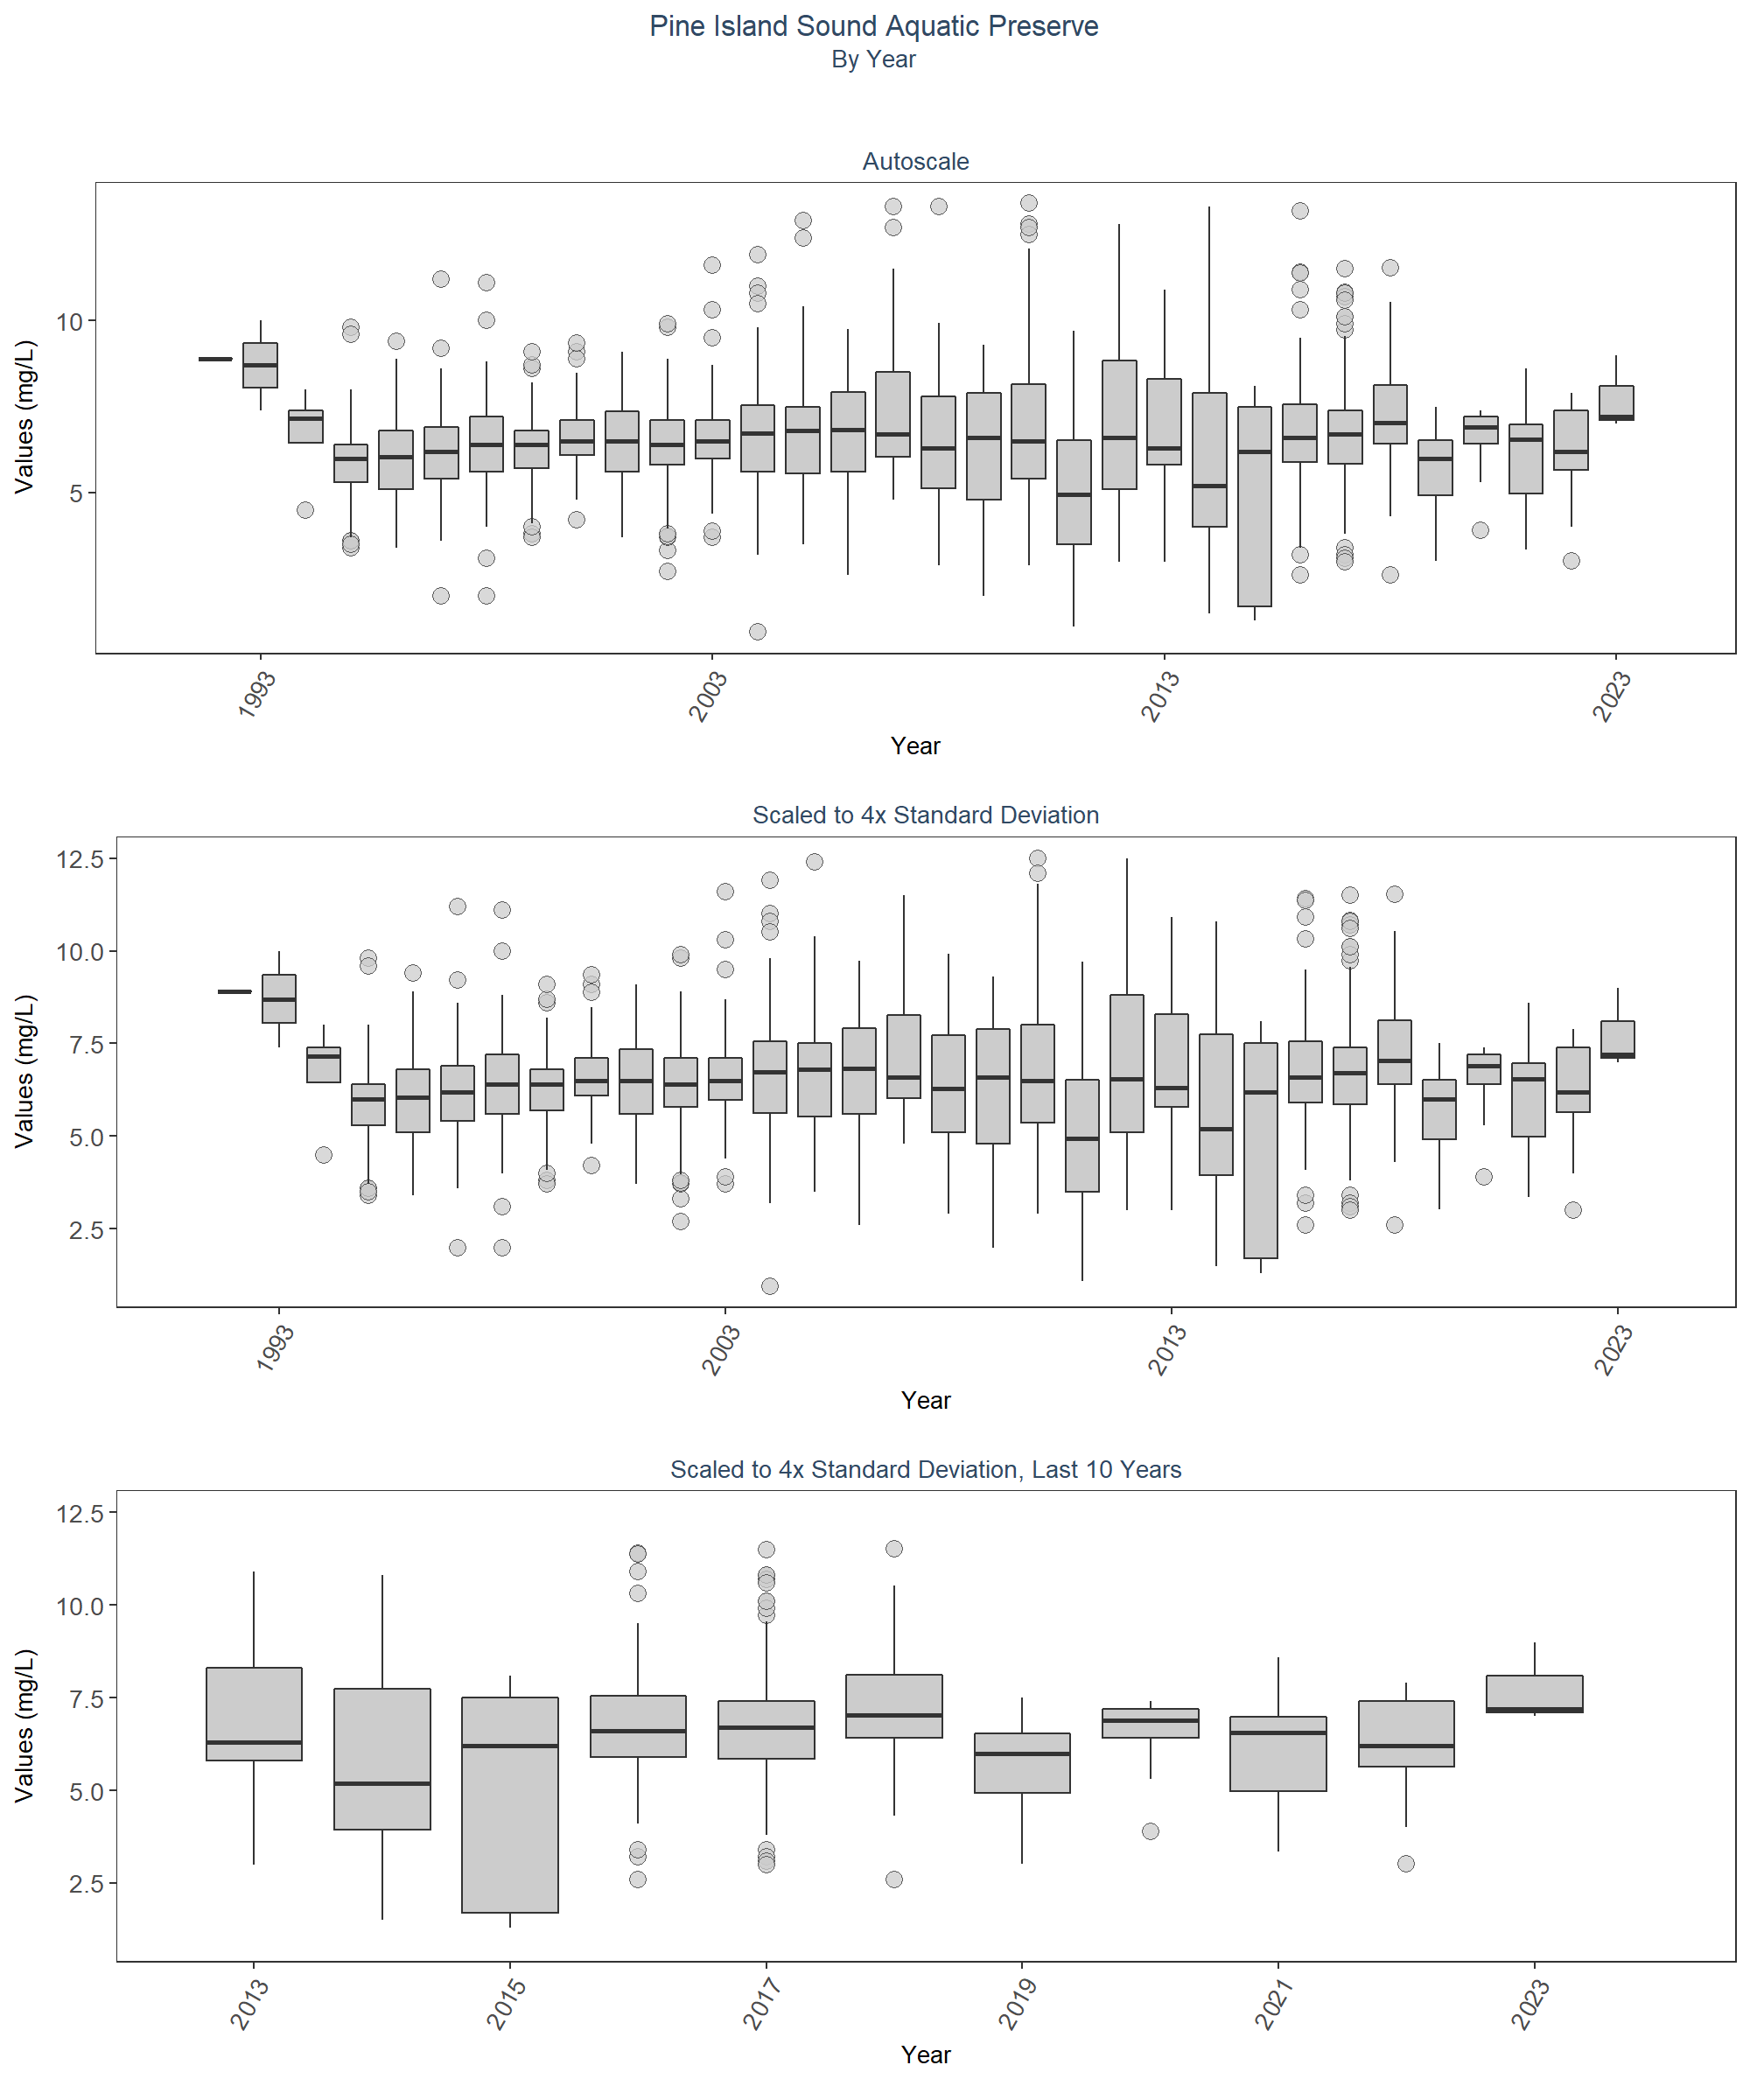 Pine Island Sound Aquatic Preserve
By Year
Autoscale
10
5
Values (mg/L)
1993
2003
2013
2023
Year
Scaled to 4x Standard Deviation
12.5
10.0
7.5
5.0
2.5
Values (mg/L)
1993
2003
2013
2023
Year
Scaled to 4x Standard Deviation, Last 10 Years
12.5
10.0
7.5
5.0
2.5
Values (mg/L)
2013
2015
2017
2019
2021
2023
Year